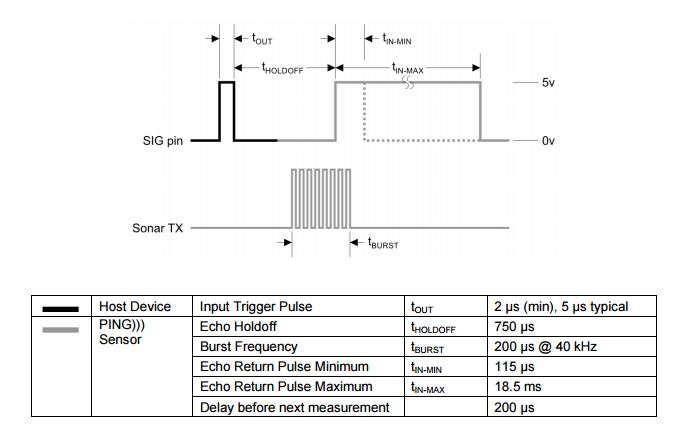 tOUT
tIN-MIN
tHOLDOFF
tIN-MAX
5v
SIG pin
0v
Sonar TX
tBURST
Host Device Input Trigger Pulse tOUT 2 µs (min), 5 µs typical
PING))) Sensor Echo Holdoff tHOLDOFF 750 µs
Burst Frequency tBURST 200 µs @ 40 kHz
Echo Return Pulse Minimum tIN-MIN 115 µs
Echo Return Pulse Maximum tIN-MAX 18.5 ms
Delay before next measurement 200 µs